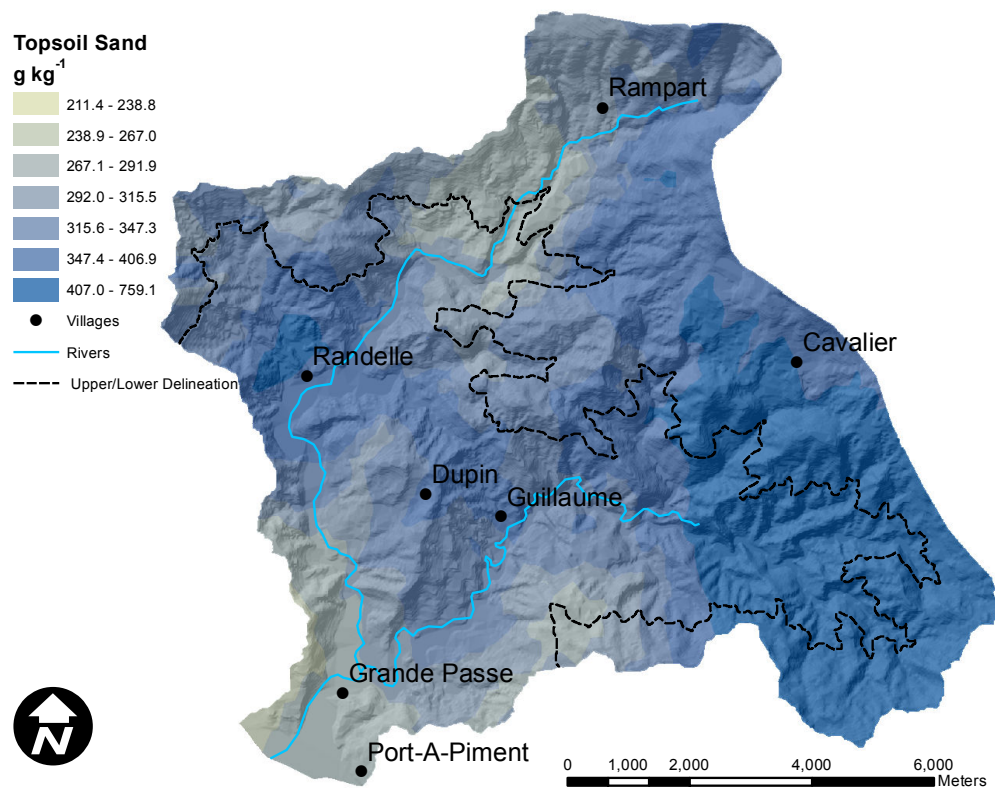 Topsoil Sand
g kg-1
211.4 - 238.8
238.9 - 267.0
267.1 - 291.9
292.0 - 315.5
315.6 - 347.3
347.4 - 406.9
407.0 - 759.1
Villages
Rivers
Upper/Lower Delineation
Rampart
Cavalier
Randelle
Dupin
Guillaume
Grande Passe
Port-A-Piment
N
0 1,000 2,000 4,000 6,000
Meters